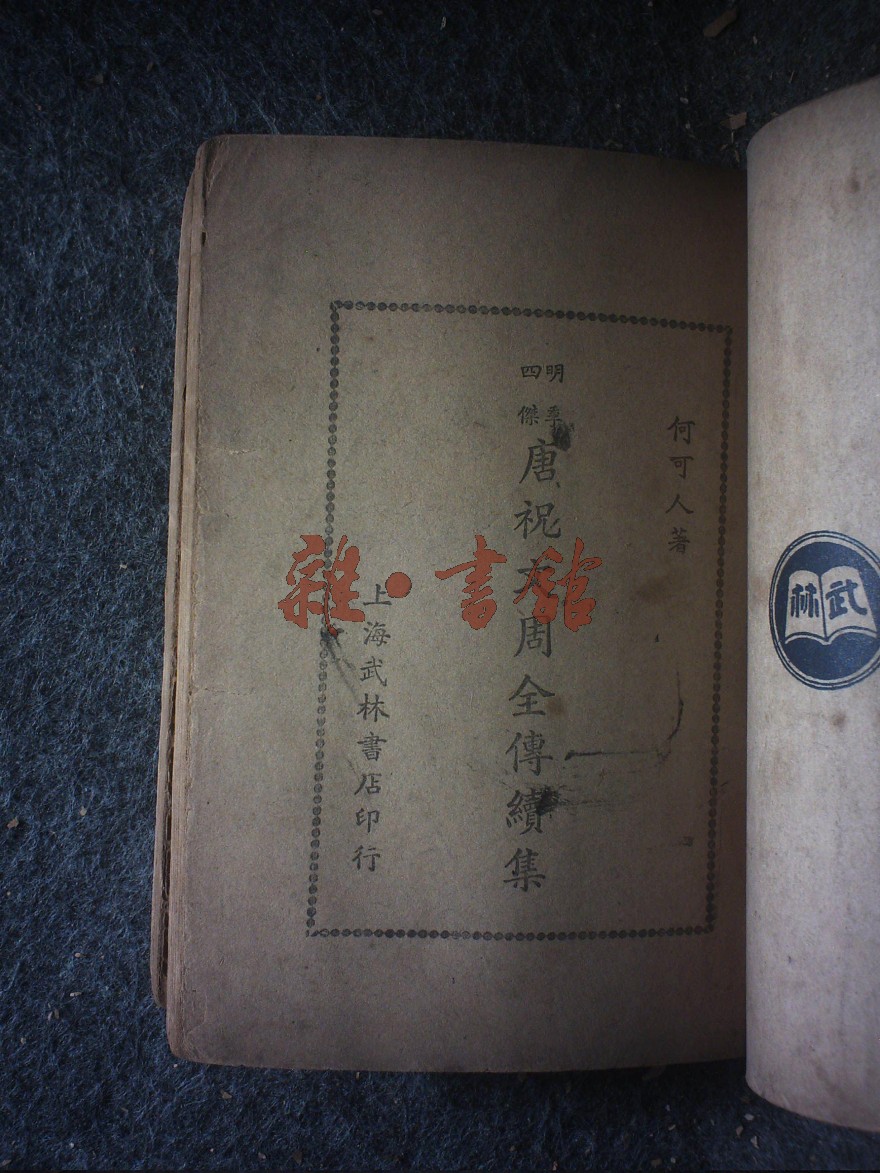 何可人著
明季
四傑
唐祝文周全傳續集
上海武林書店印行
雜·書館
武林